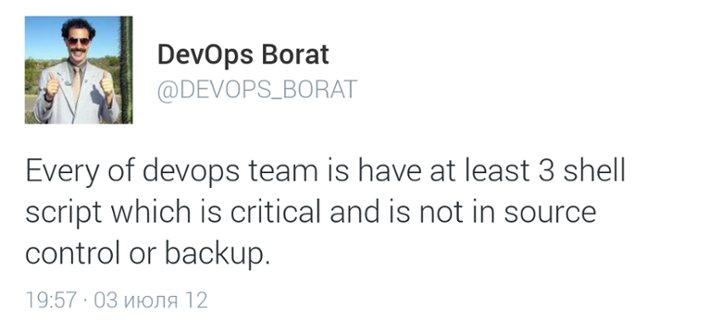 DevOps Borat
@DEVOPS_BORAT
Every of devops team is have at least 3 shell
script which is critical and is not in source
control or backup.
19:57 · 03 июля 12